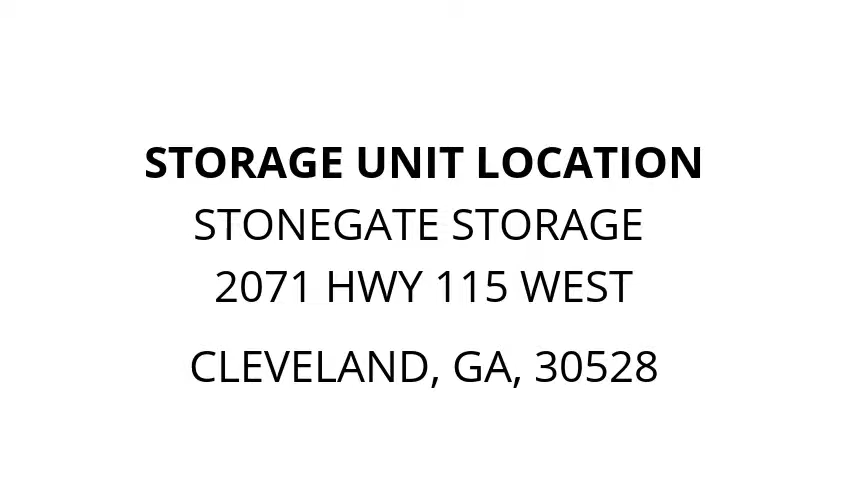 STORAGE UNIT LOCATION
STONEGATE STORAGE
2071 HWY 115 WEST
CLEVELAND, GA, 30528